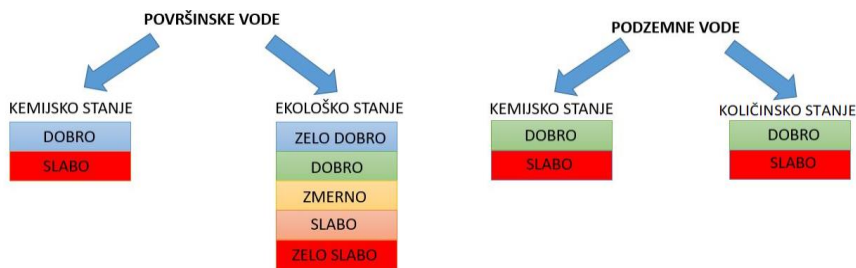 POVRŠINSKE VODE
KEMIJSKO STANJE
DOBRO
SLABO
EKOLOŠKO STANJE
ZELO DOBRO
DOBRO
ZMERNO
SLABO
ZELO SLABO
PODZEMNE VODE
KEMIJSKO STANJE
DOBRO
SLABO
KOLIČINSKO STANJE
DOBRO
SLABO